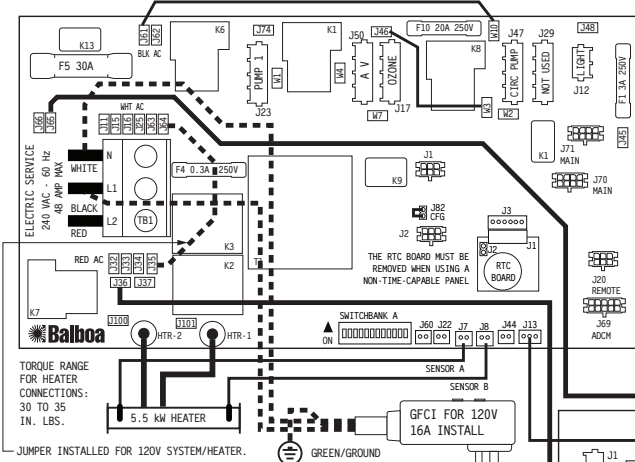 J61
J62
BLK AC
K6
J74
K1
J50
J46
F10 20A 250V
W10
J47
J29
J48
K13
F5 30A
PUMP 1
W1
W4
A V
OZONE
K8
CIRC PUMP
NOT USED
LIGHT
J12
F1 3A 250V
J23
J17
W3
W7
W2
J66
J65
WHT AC
J11
J15
J16
J25
J63
J64
K1
J71
MAIN
J45
ELECTRIC SERVICE
240 VAC - 60 Hz
48 AMP MAX
N
WHITE
L1
BLACK
L2
RED
TB1
F4 0.3A 250V
K9
J1
J70
MAIN
JB2
CFG
J3
J2
J2
J1
K3
T1
K2
THE RTC BOARD MUST BE
REMOVED WHEN USING A
NON-TIME-CAPABLE PANEL
RTC
BOARD
RED AC
J32
J33
J34
J35
J36
J37
J20
REMOTE
K7
J69
ADCM
Balboa
J100
J101
HTR-2
HTR-1
ON
SWITCHBANK A
J60
J22
J7
J8
J44
J13
TORQUE RANGE
FOR HEATER
CONNECTIONS:
30 TO 35
IN. LBS.
SENSOR A
SENSOR B
5.5 kW HEATER
GFCI FOR 120V
16A INSTALL
JUMPER INSTALLED FOR 120V SYSTEM/HEATER.
GREEN/GROUND
J1